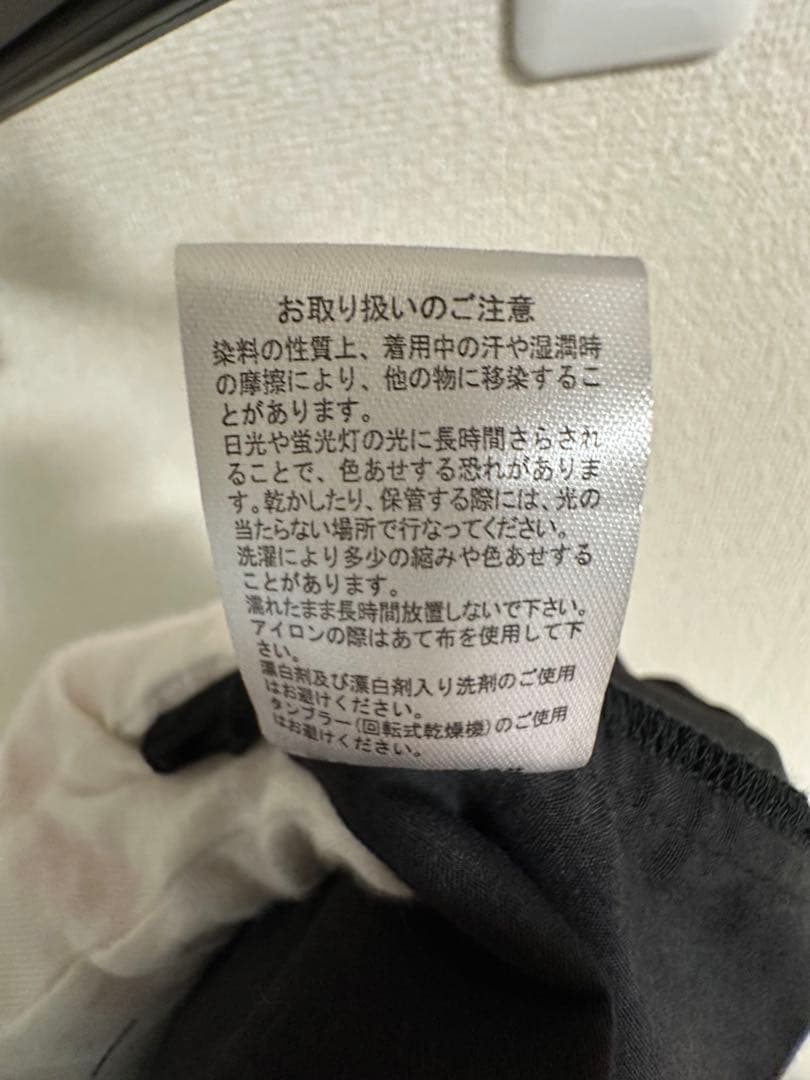 お取り扱いのご注意
染料の性質上、着用中の汗や湿潤時
の摩擦により、他の物に移染するこ
とがあります。
日光や蛍光灯の光に長時間さらされ
ることで、色あせする恐れがありま
す。乾かしたり、保管する際には、光の
当たらない場所で行なってください。
洗濯により多少の縮みや色あせする
ことがあります。
濡れたまま長時間放置しないで下さい。
アイロンの際はあて布を使用して下
さい。
漂白剤及び漂白剤入り洗剤のご使用
はお避けください。
タンブラー(回転式乾燥機)のご使用
はお避けください。